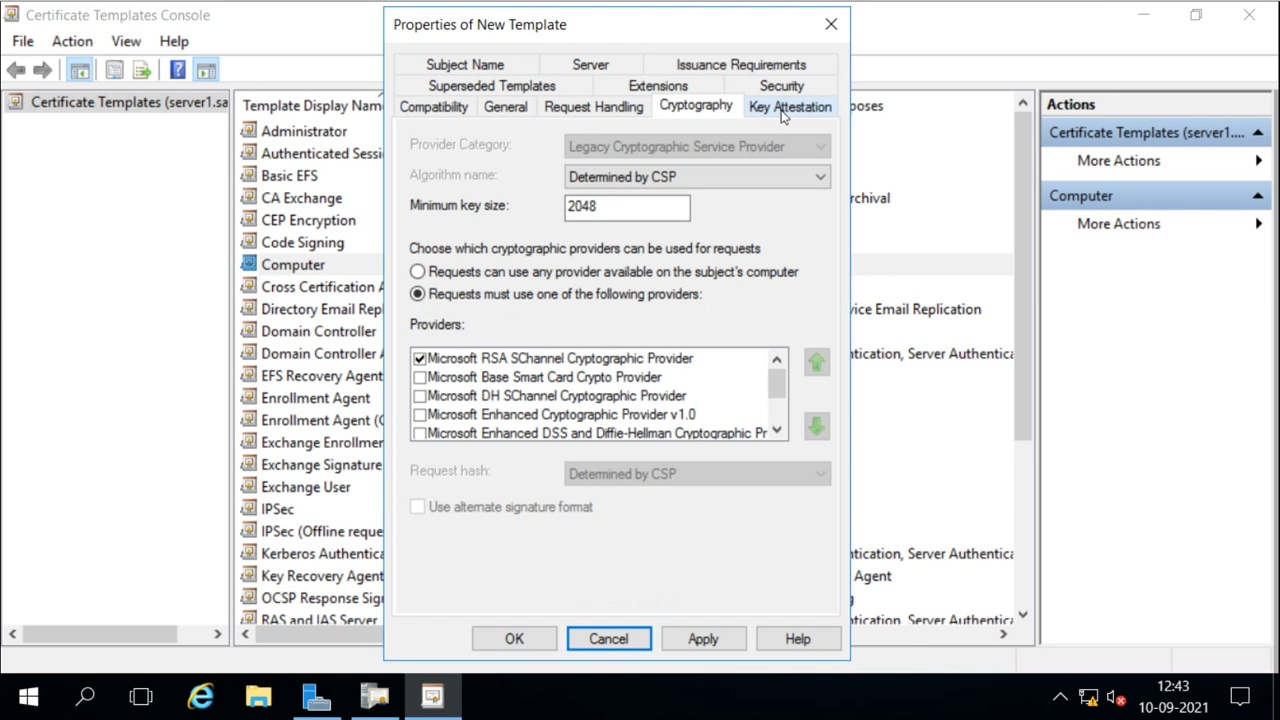 Certificate Templates Console
File Action View Help
Certificate Templates (server1.sa
Template Display Nam
Administrator
Authenticated Sessi
Basic EFS
CA Exchange
CEP Encryption
Code Signing
Computer
Cross Certification A
Directory Email Repl
Domain Controller
Domain Controller A
EFS Recovery Agent
Enrollment Agent
Enrollment Agent (C
Exchange Enrollmen
Exchange Signature
Exchange User
IPSec
IPSec (Offline reque
Kerberos Authentica
Key Recovery Agent
OCSP Response Sign
RAS and IAS Server
Properties of New Template
Subject Name Server Issuance Requirements
Superseded Templates Extensions Security
Compatibility General Request Handling Cryptography Key Attestation
Provider Category: Legacy Cryptographic Service Provider
Algorithm name: Determined by CSP
Minimum key size: 2048
Choose which cryptographic providers can be used for requests
Requests can use any provider available on the subject's computer
Requests must use one of the following providers:
Providers:
Microsoft RSA SChannel Cryptographic Provider
Microsoft Base Smart Card Crypto Provider
Microsoft DH SChannel Cryptographic Provider
Microsoft Enhanced Cryptographic Provider v1.0
Microsoft Enhanced DSS and Diffie-Hellman Cryptographic Pr
Request hash: Determined by CSP
Use alternate signature format
OK Cancel Apply Help
oses
hival
vice Email Replication
tication, Server Authentica
tication, Server Authentica
Agent
tication, Server Authentica
Actions
Certificate Templates (server1....
More Actions
Computer
More Actions
12:43
10-09-2021